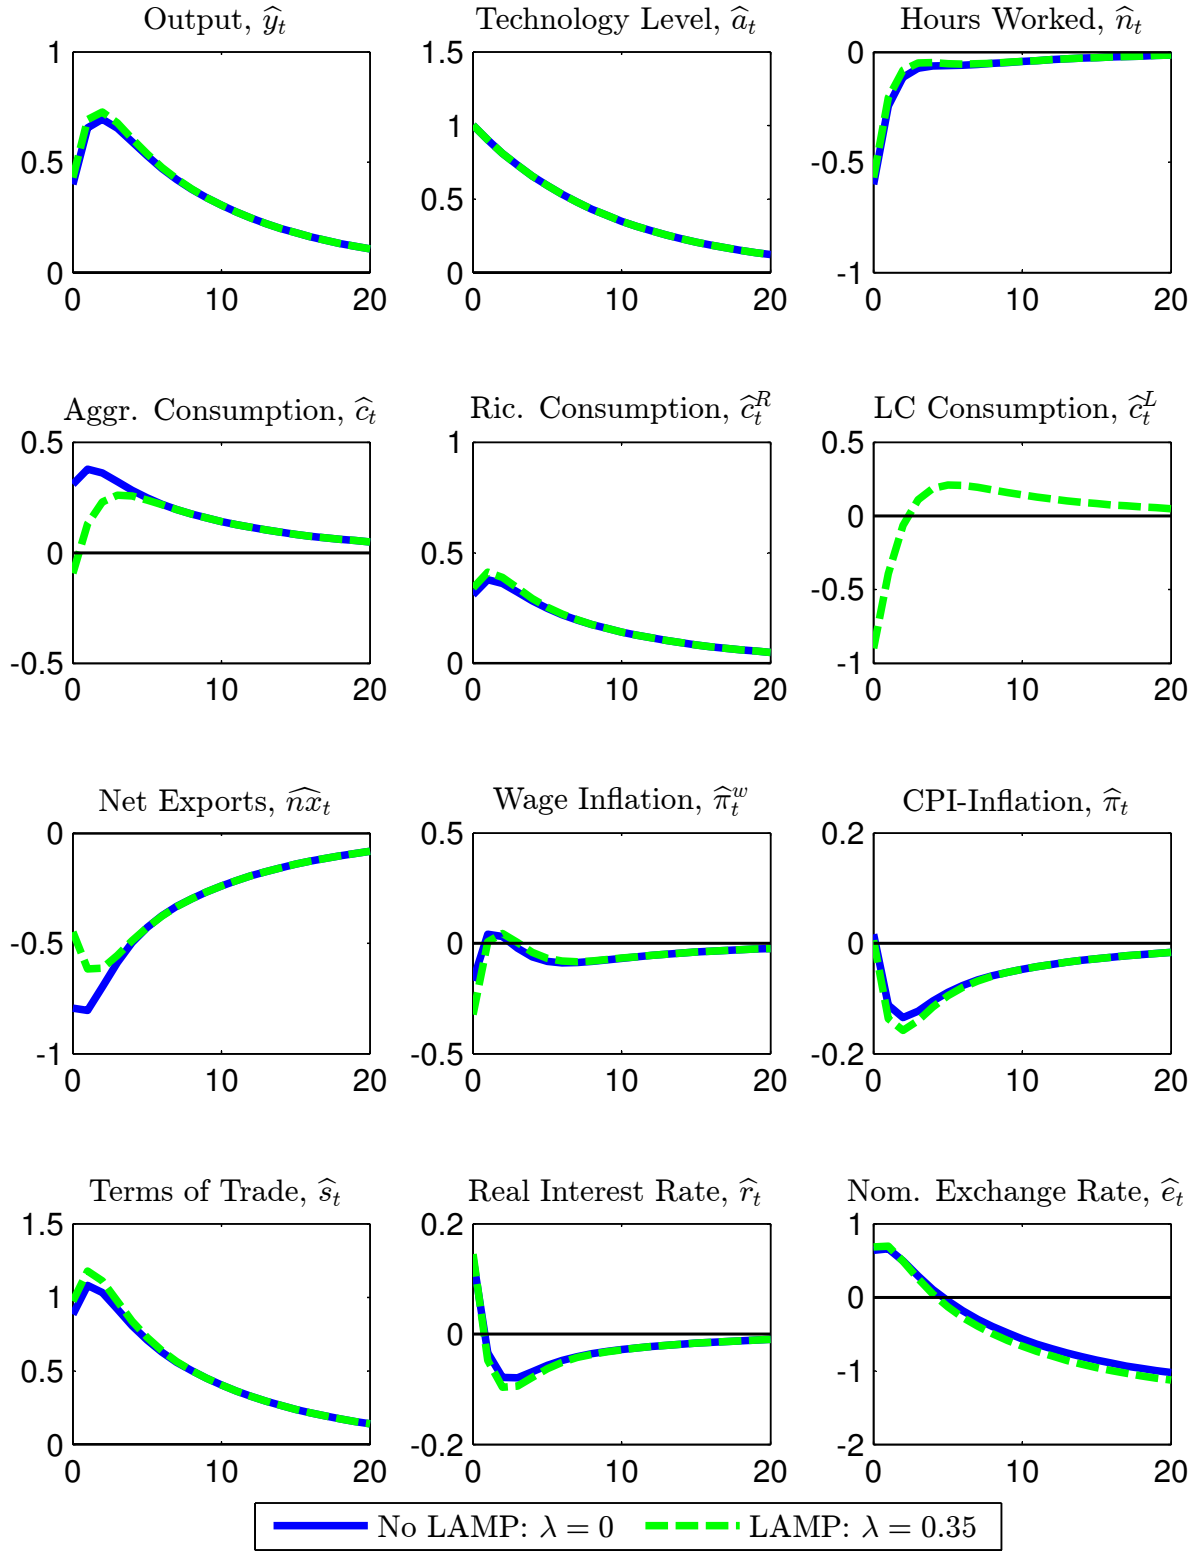 Output, ŷ_t
Technology Level, â_t
Hours Worked, n̂_t
1
0.5
0
0 10 20
1.5
1
0.5
0
0 10 20
0
-0.5
-1
0 10 20
Aggr. Consumption, ĉ_t
Ric. Consumption, ĉ_t^R
LC Consumption, ĉ_t^L
0.5
0
-0.5
0 10 20
1
0.5
0
0 10 20
0.5
0
-0.5
-1
0 10 20
Net Exports, n̂x_t
Wage Inflation, π̂_t^w
CPI-Inflation, π̂_t
0
-0.5
-1
0 10 20
0.5
0
-0.5
0 10 20
0.2
0
-0.2
0 10 20
Terms of Trade, ŝ_t
Real Interest Rate, r̂_t
Nom. Exchange Rate, ê_t
1.5
1
0.5
0
0 10 20
0.2
0
-0.2
0 10 20
1
0
-1
-2
0 10 20
No LAMP: λ = 0
LAMP: λ = 0.35